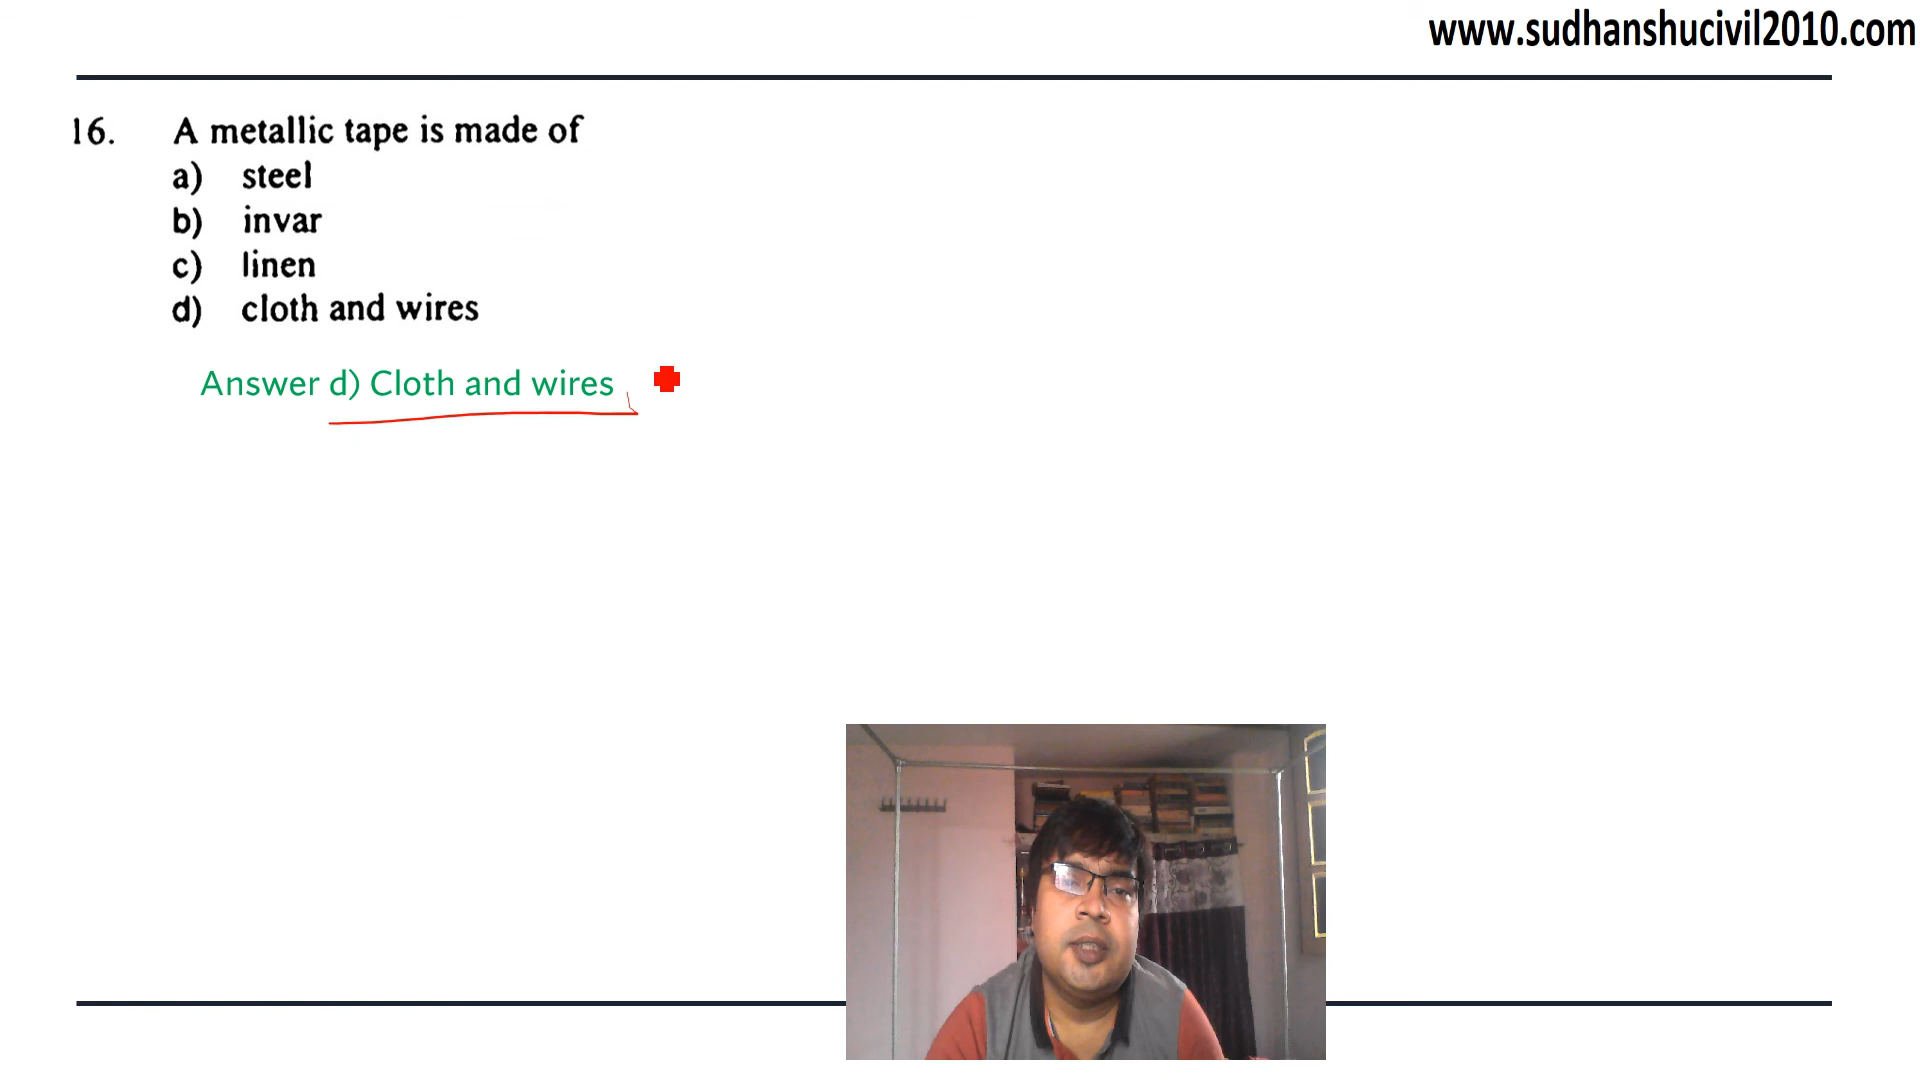 www.sudhanshucivil2010.com
16. A metallic tape is made of
a) steel
b) invar
c) linen
d) cloth and wires
Answer d) Cloth and wires